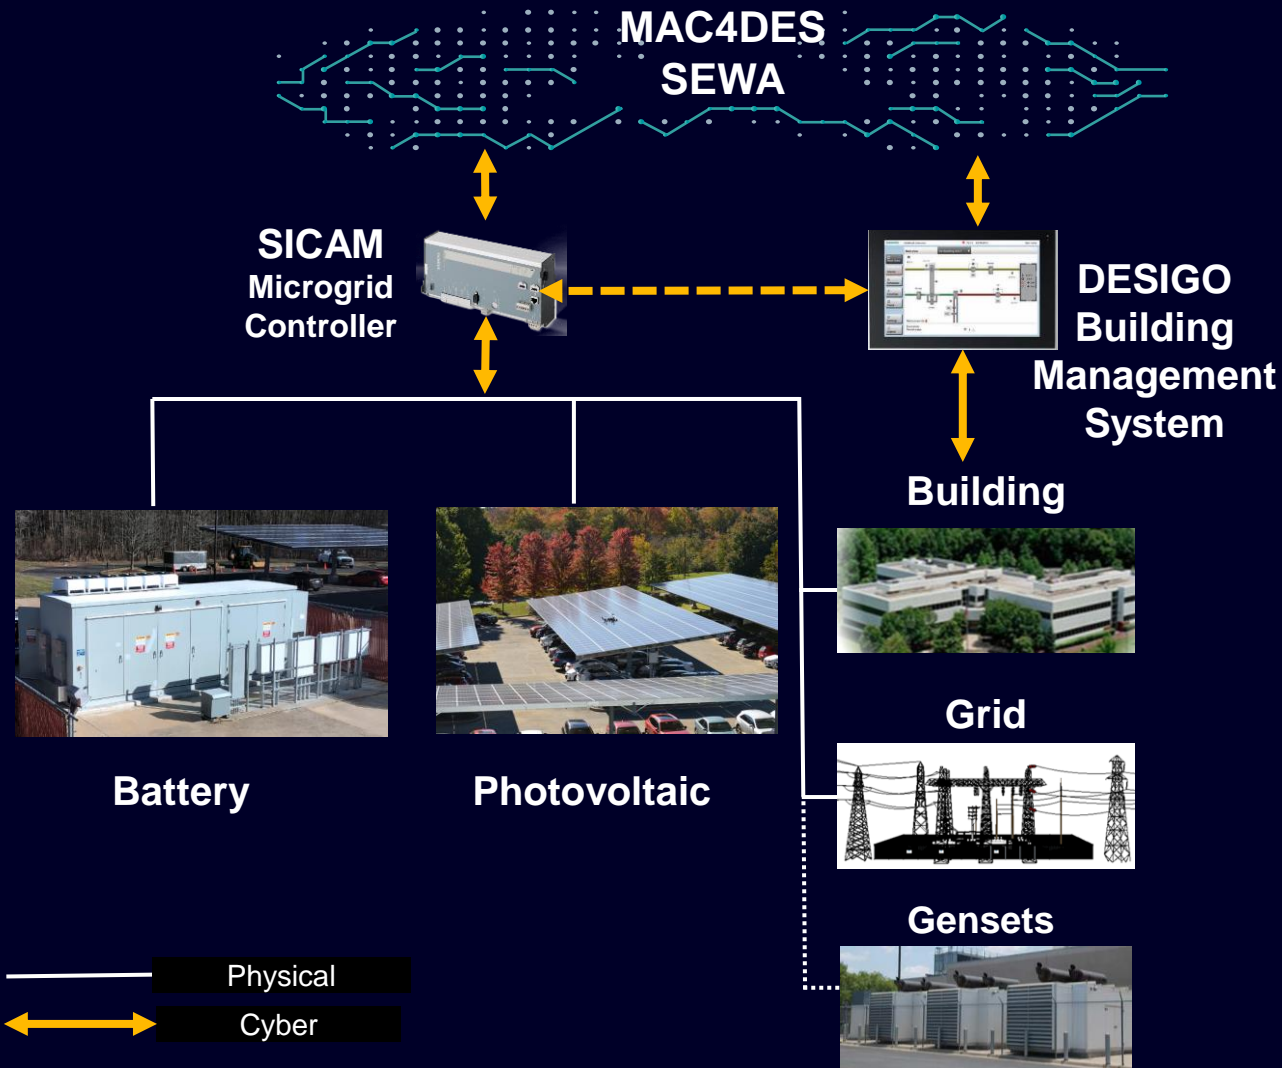 MAC4DES
SEWA
SICAM
Microgrid
Controller
DESIGO
Building
Management
System
Building
Battery
Photovoltaic
Grid
Gensets
Physical
Cyber